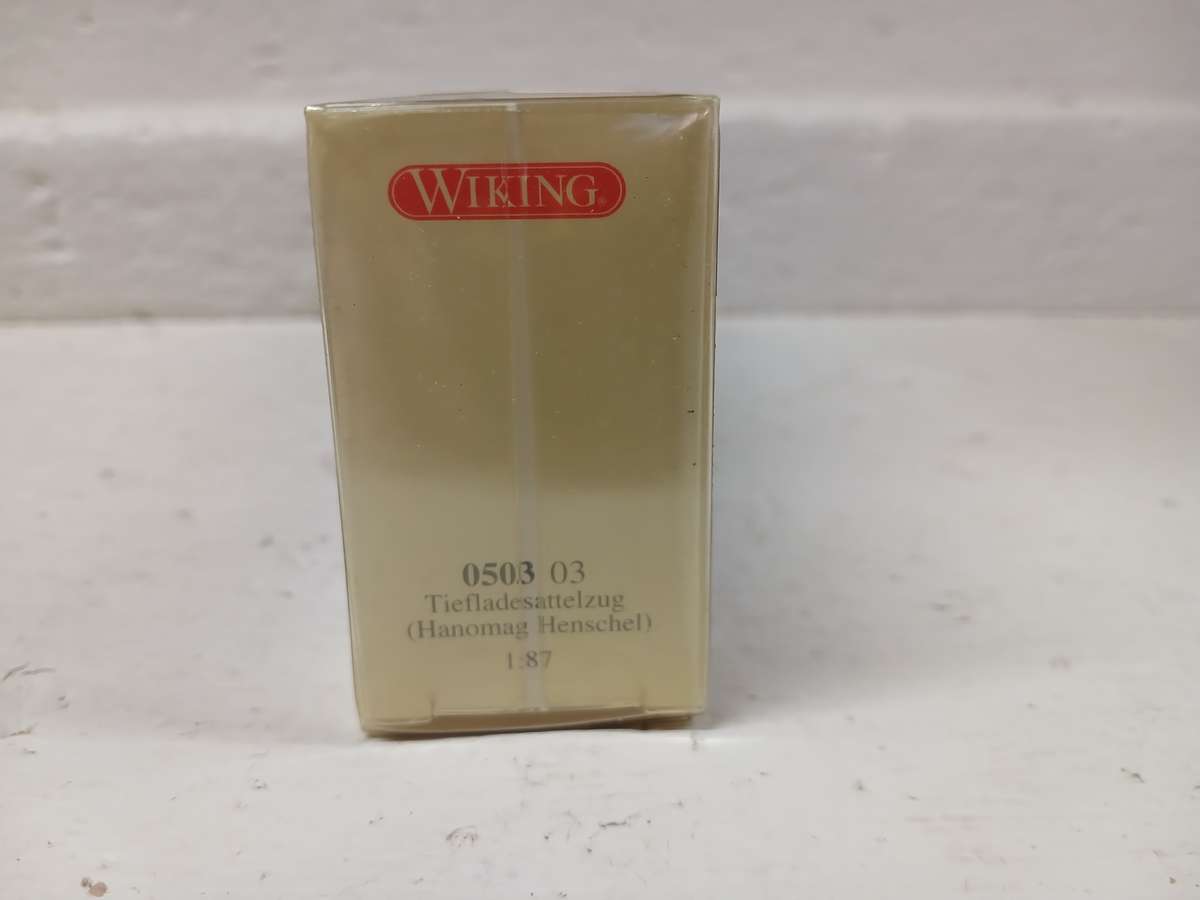 WIKING®
0503 03
Tiefladesattelzug
(Hanomag Henschel)
1:87